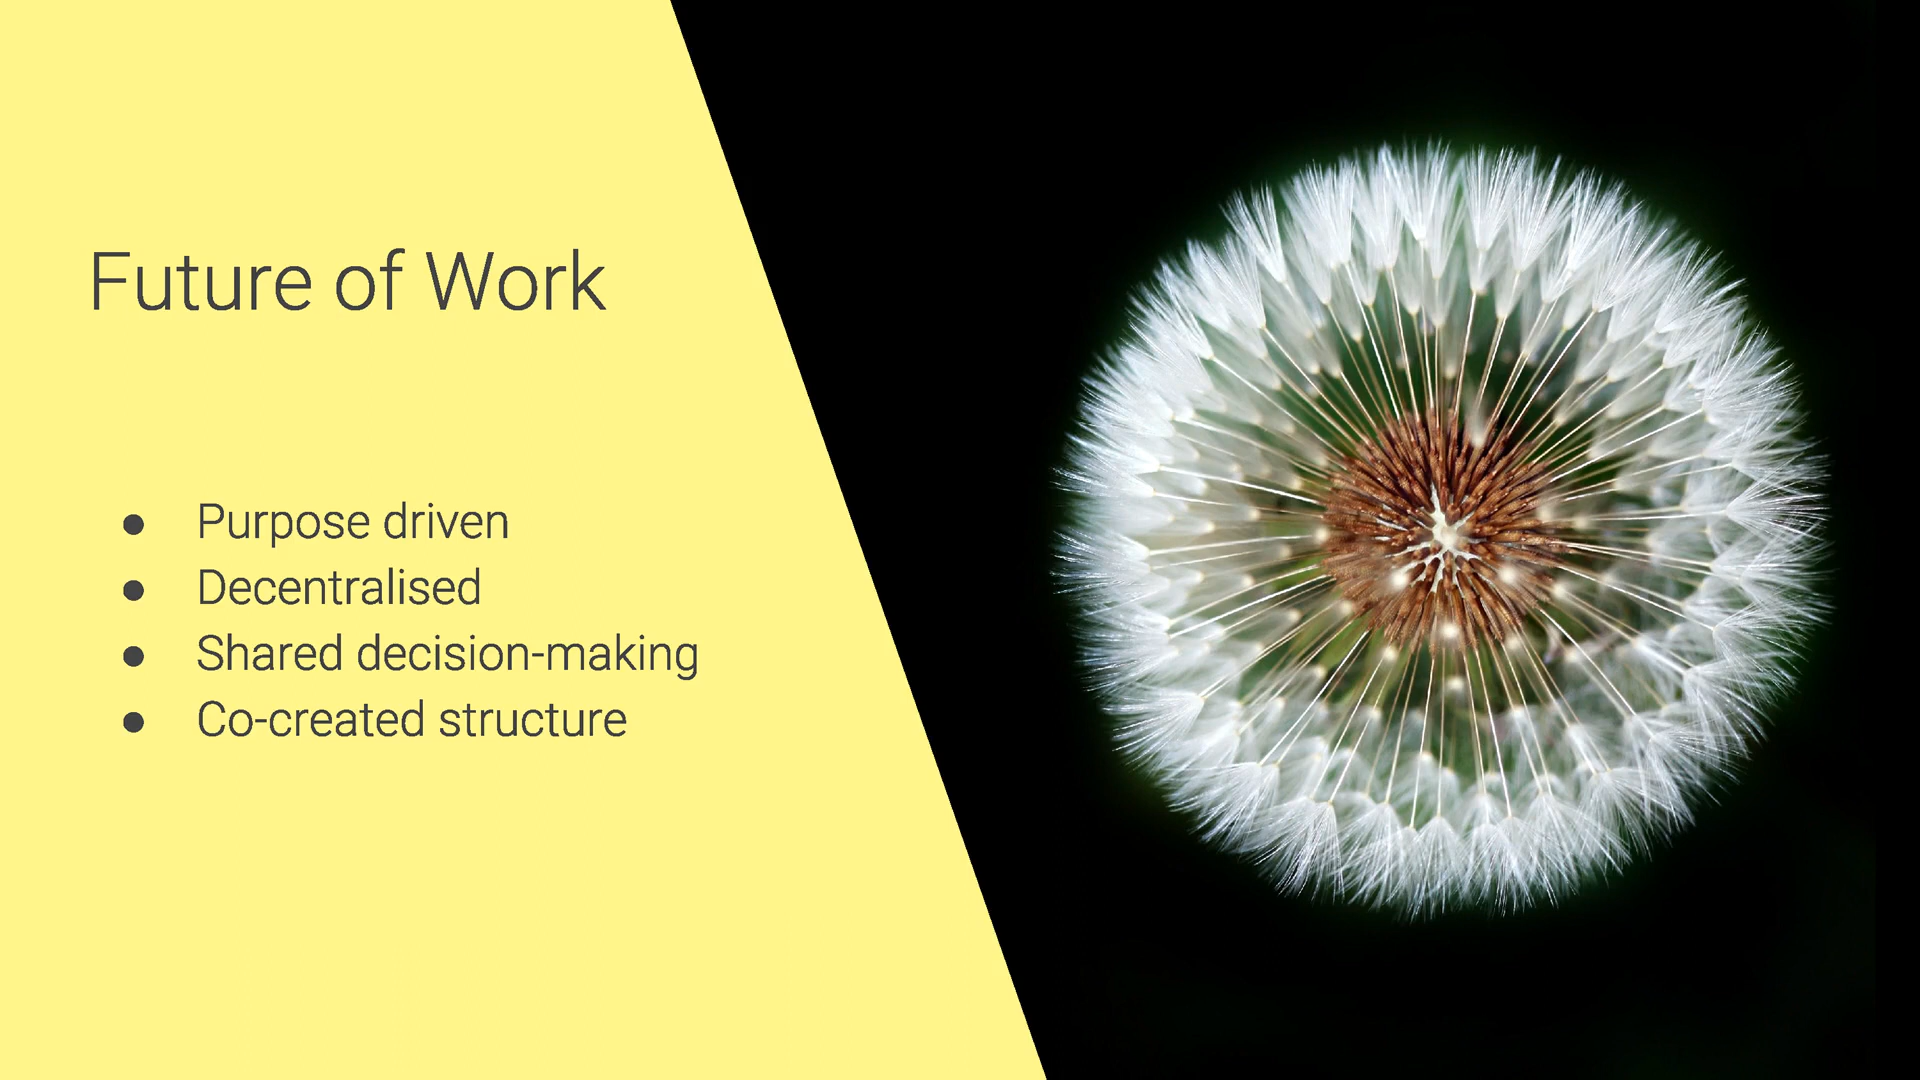 Future of Work
● Purpose driven
● Decentralised
● Shared decision-making
● Co-created structure